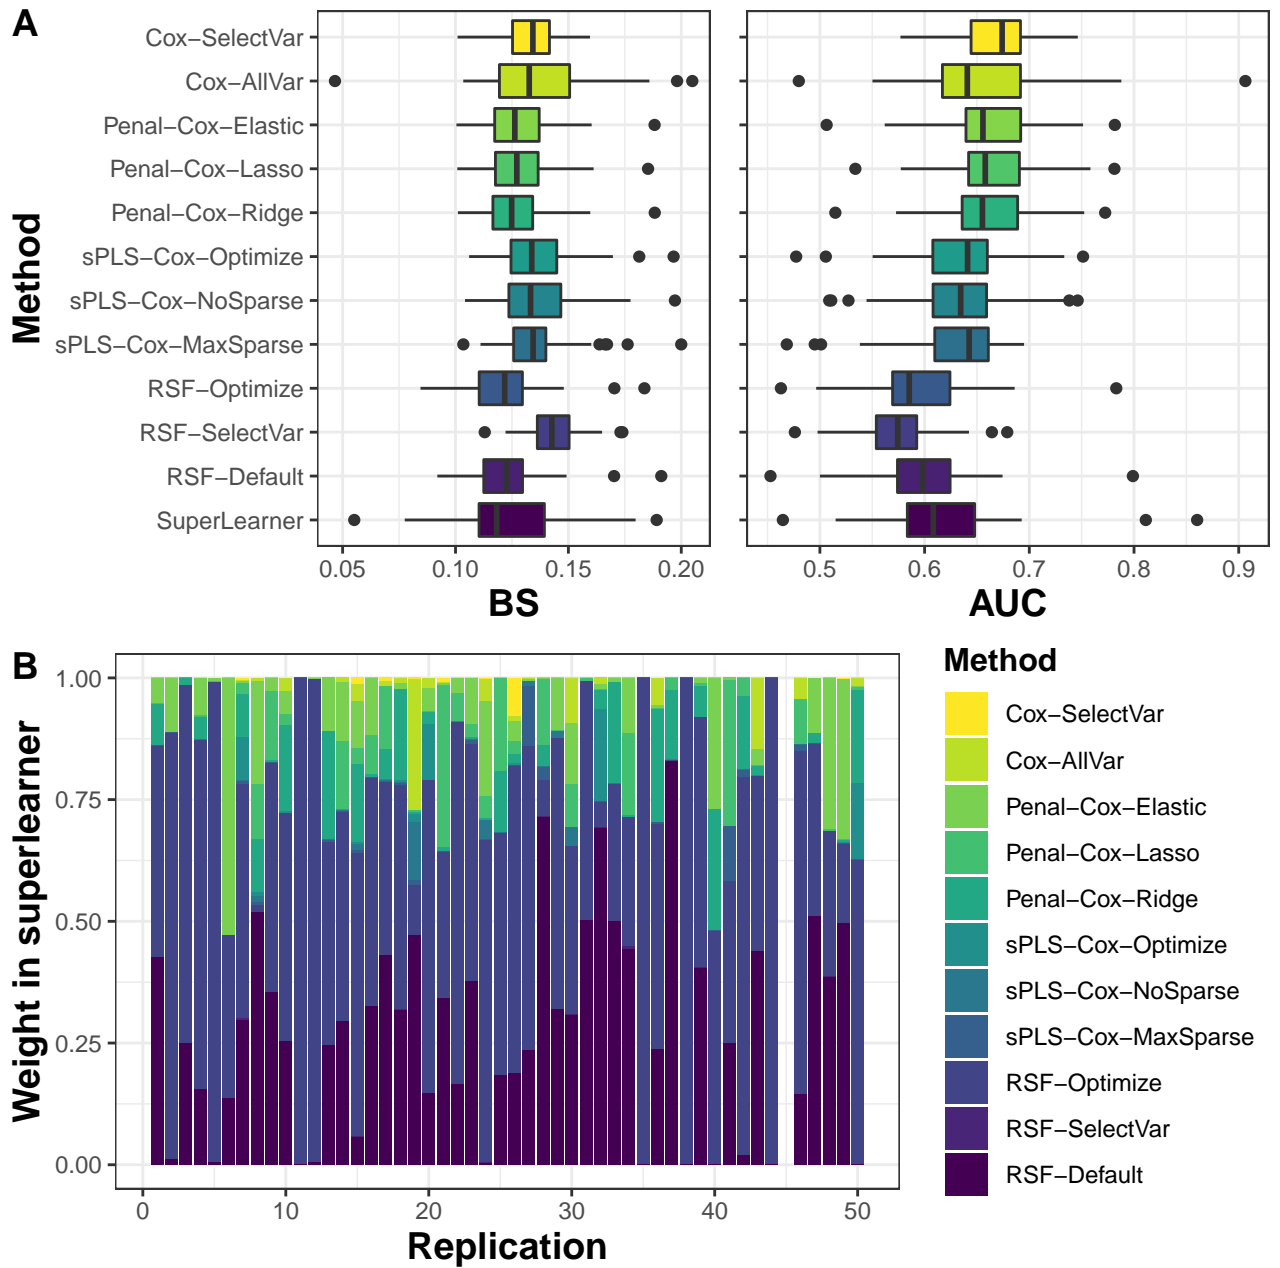 A
Method
Cox−SelectVar
Cox−AllVar
Penal−Cox−Elastic
Penal−Cox−Lasso
Penal−Cox−Ridge
sPLS−Cox−Optimize
sPLS−Cox−NoSparse
sPLS−Cox−MaxSparse
RSF−Optimize
RSF−SelectVar
RSF−Default
SuperLearner
0.05 0.10 0.15 0.20
BS
0.5 0.6 0.7 0.8 0.9
AUC
B
Weight in superlearner
1.00
0.75
0.50
0.25
0.00
0 10 20 30 40 50
Replication
Method
Cox−SelectVar
Cox−AllVar
Penal−Cox−Elastic
Penal−Cox−Lasso
Penal−Cox−Ridge
sPLS−Cox−Optimize
sPLS−Cox−NoSparse
sPLS−Cox−MaxSparse
RSF−Optimize
RSF−SelectVar
RSF−Default